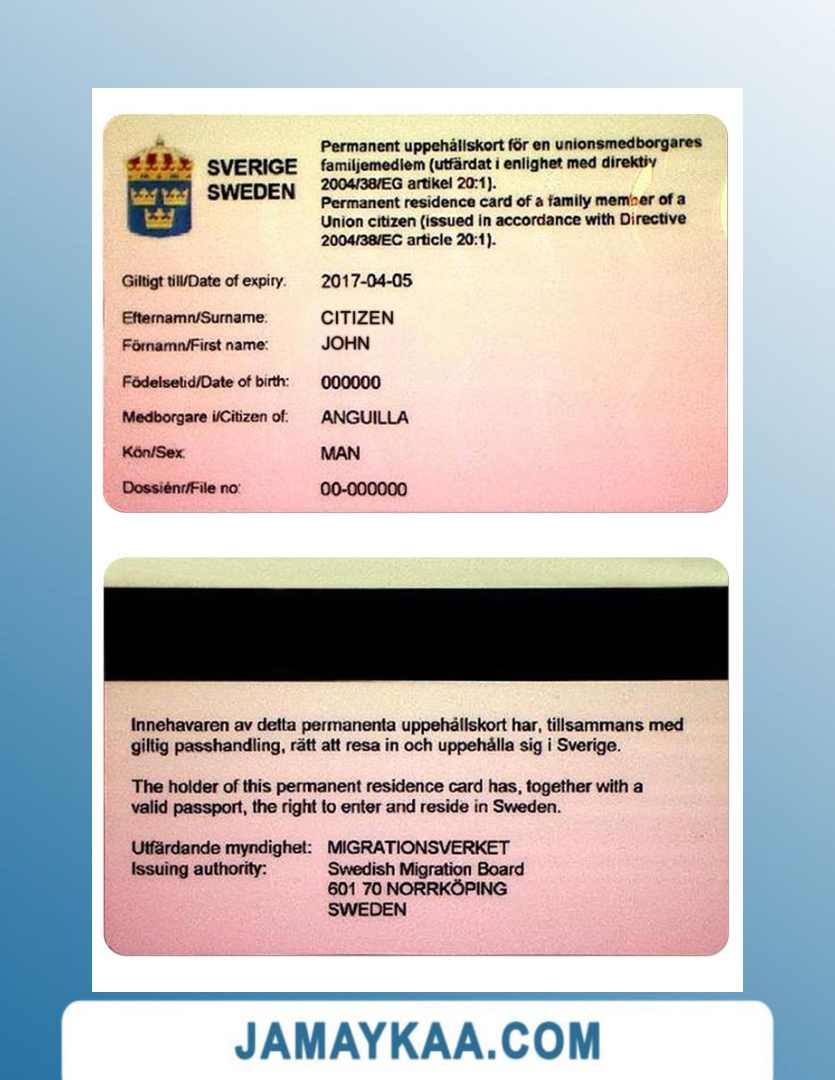 SVERIGE
SWEDEN
Permanent uppehållskort för en unionsmedborgares
familjemedlem (utfärdat i enlighet med direktiv
2004/38/EG artikel 20:1).
Permanent residence card of a family member of a
Union citizen (issued in accordance with Directive
2004/38/EC article 20:1).
Giltigt till/Date of expiry: 2017-04-05
Efternamn/Surname: CITIZEN
Förnamn/First name: JOHN
Födelsetid/Date of birth: 000000
Medborgare i/Citizen of: ANGUILLA
Kön/Sex: MAN
Dossiénr/File no: 00-000000
Innehavaren av detta permanenta uppehållskort har, tillsammans med
giltig passhandling, rätt att resa in och uppehålla sig i Sverige.
The holder of this permanent residence card has, together with a
valid passport, the right to enter and reside in Sweden.
Utfärdande myndighet: MIGRATIONSVERKET
Issuing authority: Swedish Migration Board
601 70 NORRKÖPING
SWEDEN
JAMAYKAA.COM